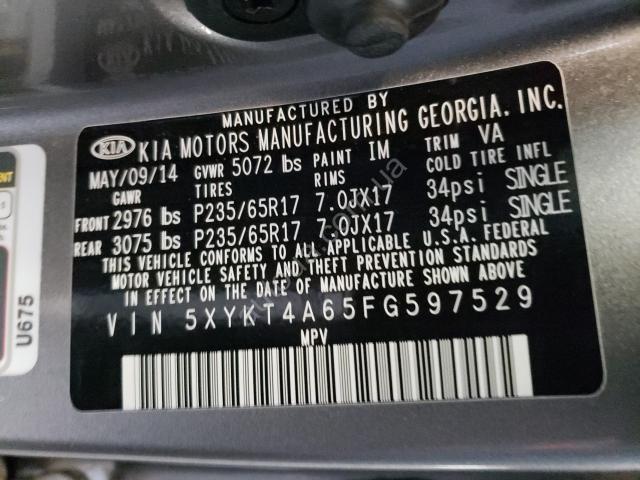 MANUFACTURED BY
KIA KIA MOTORS MANUFACTURING GEORGIA. INC.
MAY/09/14 GVWR 5072 lbs PAINT IM TRIM VA
GAWR TIRES RIMS COLD TIRE INFL
FRONT 2976 lbs P235/65R17 7.0JX17 34psi SINGLE
REAR 3075 lbs P235/65R17 7.0JX17 34psi SINGLE
THIS VEHICLE CONFORMS TO ALL APPLICABLE U.S.A. FEDERAL
MOTOR VEHICLE SAFETY AND THEFT PREVENTION STANDARDS
IN EFFECT ON THE DATE OF MANUFACTURE SHOWN ABOVE
VIN 5XYKT4A65FG597529
MPV
U675